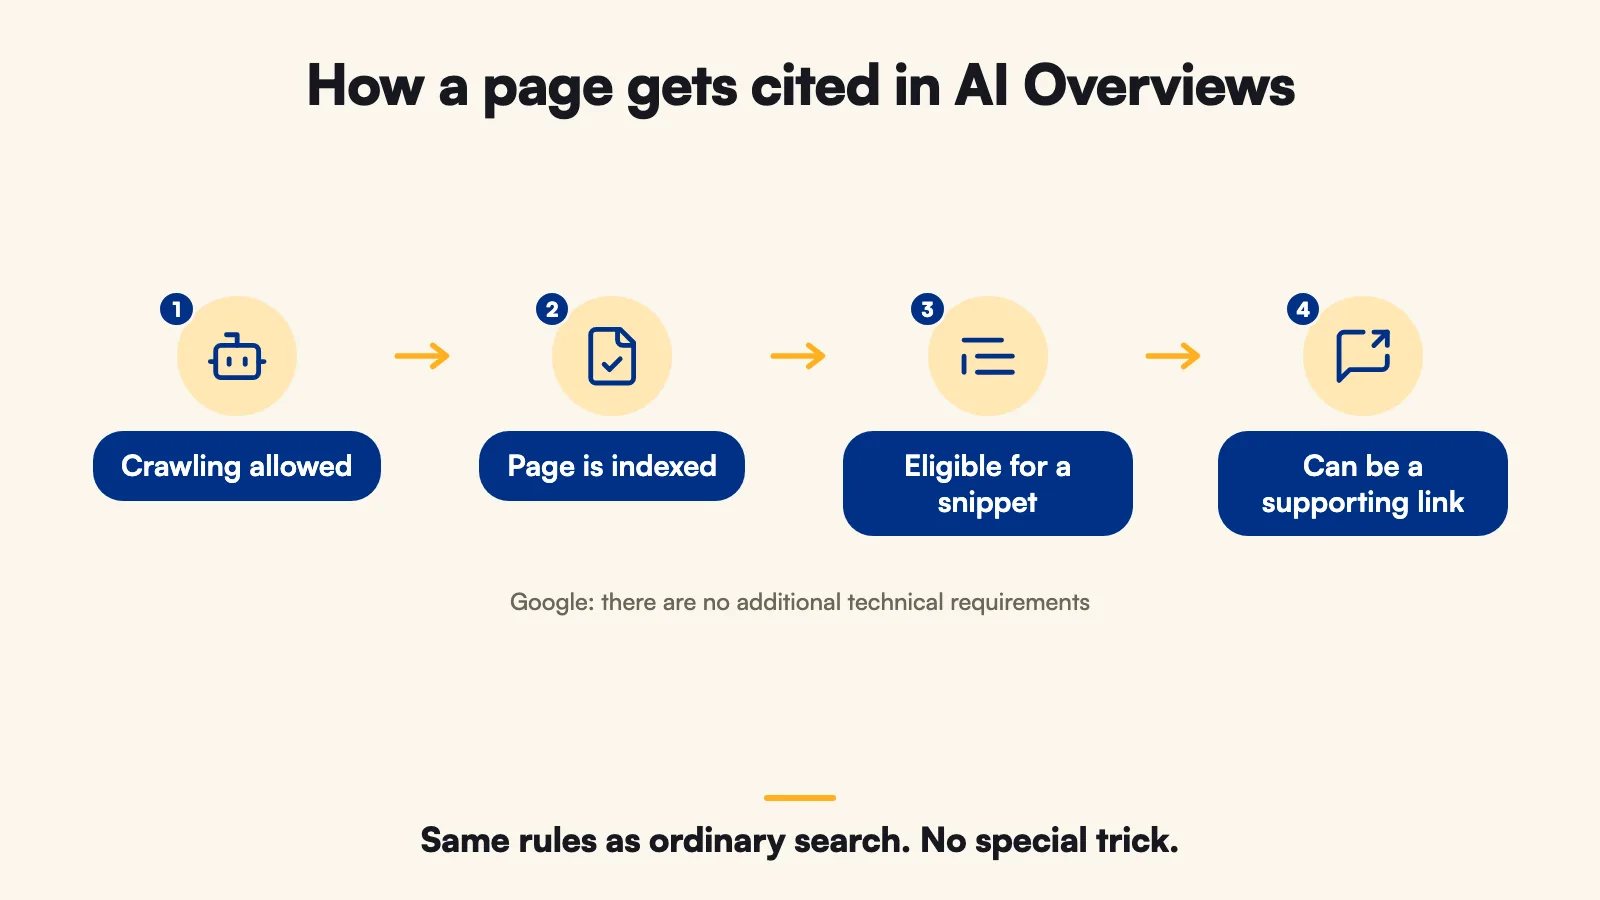 How a page gets cited in AI Overviews
1
Crawling allowed
2
Page is indexed
3
Eligible for a
snippet
4
Can be a
supporting link
Google: there are no additional technical requirements
Same rules as ordinary search. No special trick.